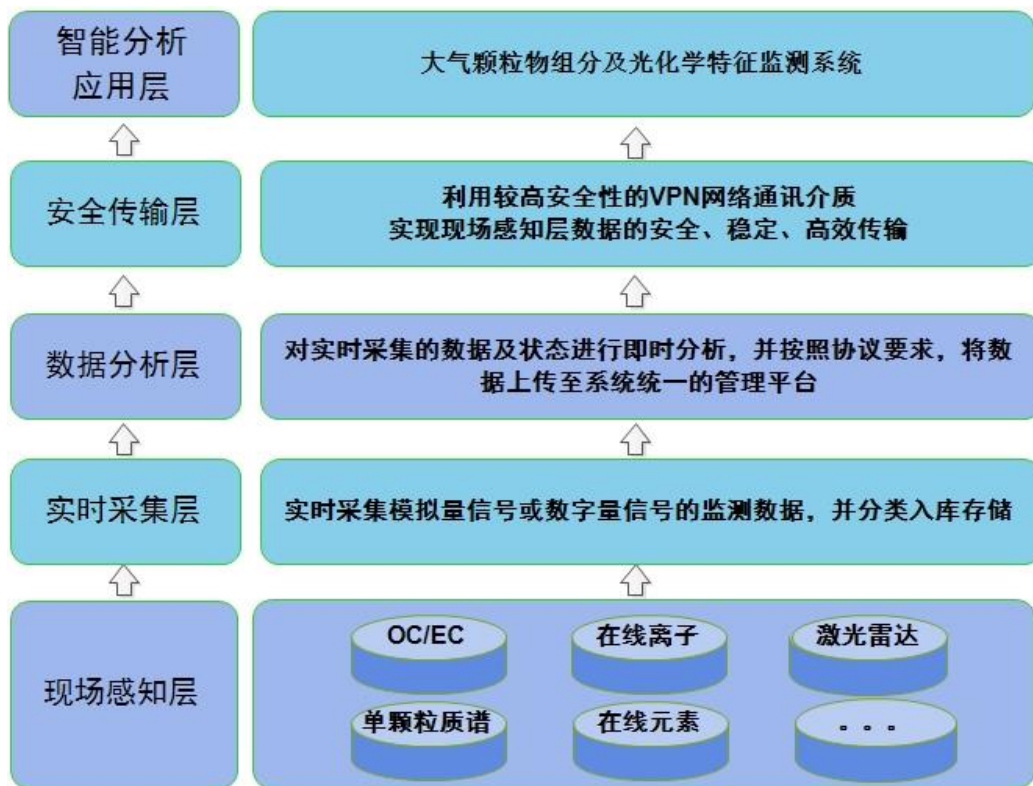 智能分析
应用层
大气颗粒物组分及光化学特征监测系统
安全传输层
利用较高安全性的VPN网络通讯介质
实现现场感知层数据的安全、稳定、高效传输
数据分析层
对实时采集的数据及状态进行即时分析，并按照协议要求，将数
据上传至系统统一的管理平台
实时采集层
实时采集模拟量信号或数字量信号的监测数据，并分类入库存储
现场感知层
OC/EC
在线离子
激光雷达
单颗粒质谱
在线元素
。。。